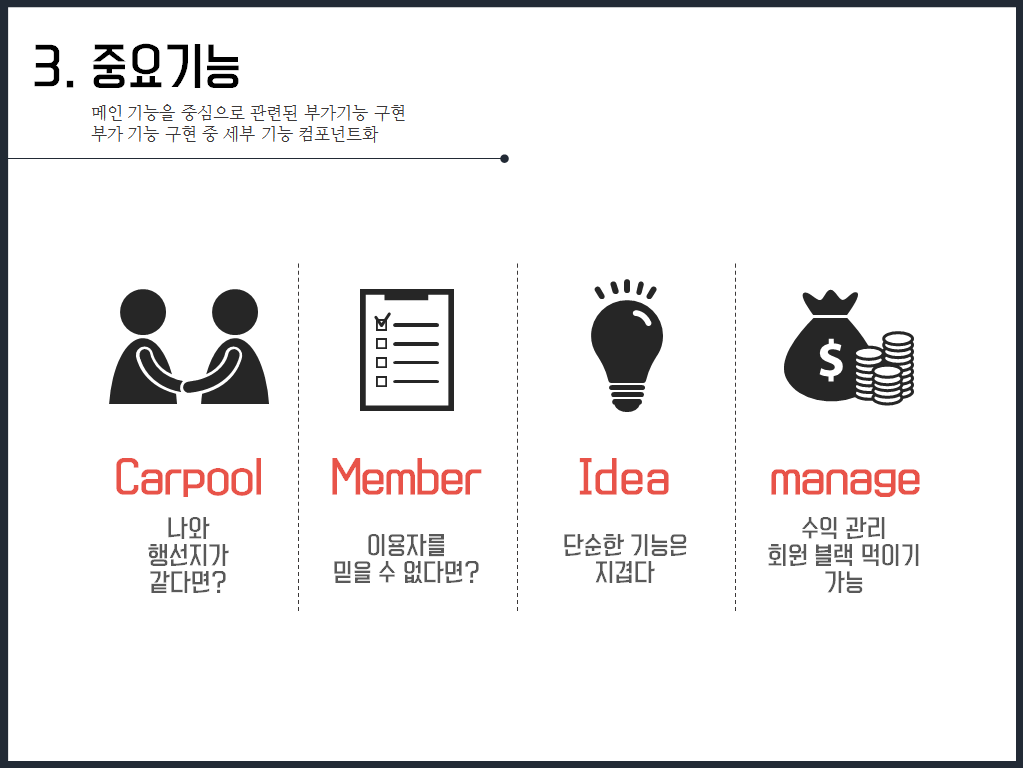 3. 중요기능
메인 기능을 중심으로 관련된 부가기능 구현
부가 기능 구현 중 세부 기능 컴포넌트화
Carpool
나와
행선지가
같다면?
Member
이용자를
믿을 수 없다면?
Idea
단순한 기능은
지겹다
$
manage
수익 관리
회원 블랙 먹이기
가능